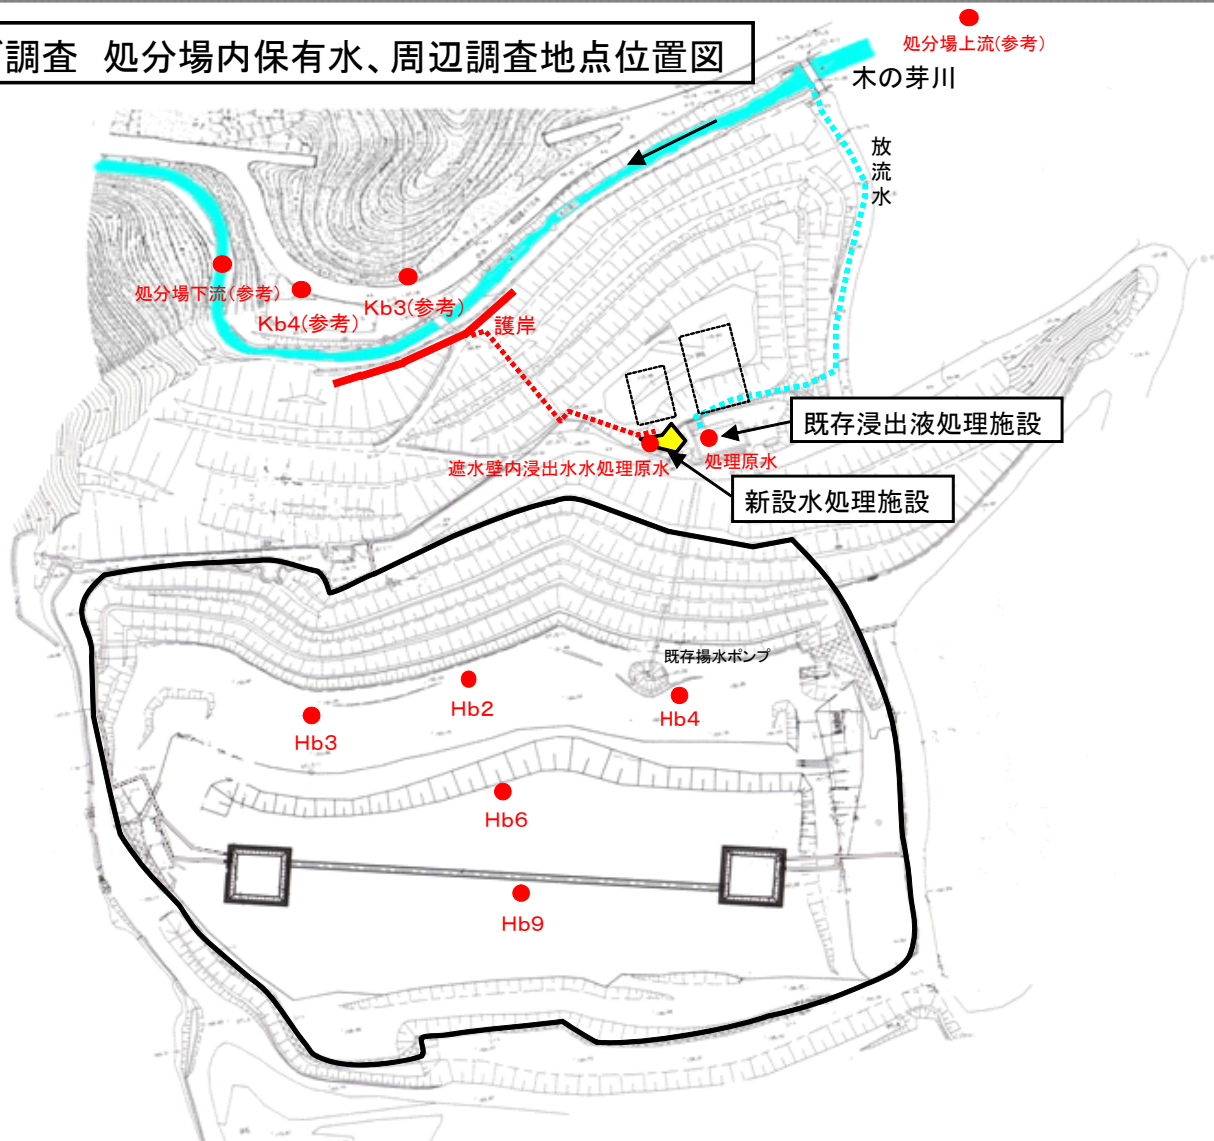 調査 処分場内保有水、周辺調査地点位置図
処分場上流(参考)
木の芽川
放流水
処分場下流(参考)
Kb4(参考)
Kb3(参考)
護岸
既存浸出液処理施設
遮水壁内浸出水水処理原水
処理原水
新設水処理施設
既存揚水ポンプ
Hb2
Hb4
Hb3
Hb6
Hb9